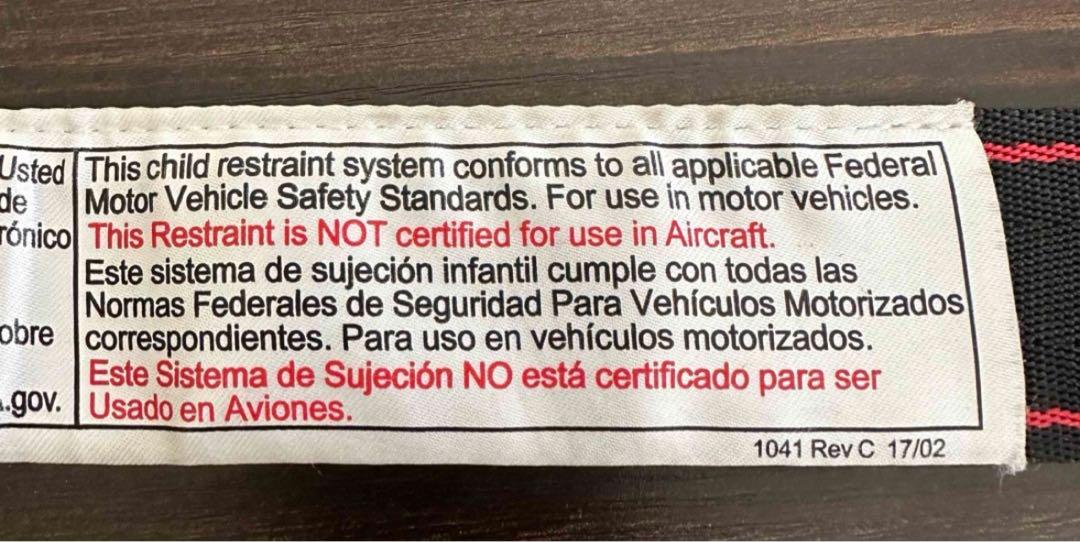 Usted
de
rónico
obre
.gov.
This child restraint system conforms to all applicable Federal
Motor Vehicle Safety Standards. For use in motor vehicles.
This Restraint is NOT certified for use in Aircraft.
Este sistema de sujeción infantil cumple con todas las
Normas Federales de Seguridad Para Vehículos Motorizados
correspondientes. Para uso en vehículos motorizados.
Este Sistema de Sujeción NO está certificado para ser
Usado en Aviones.
1041 Rev C 17/02